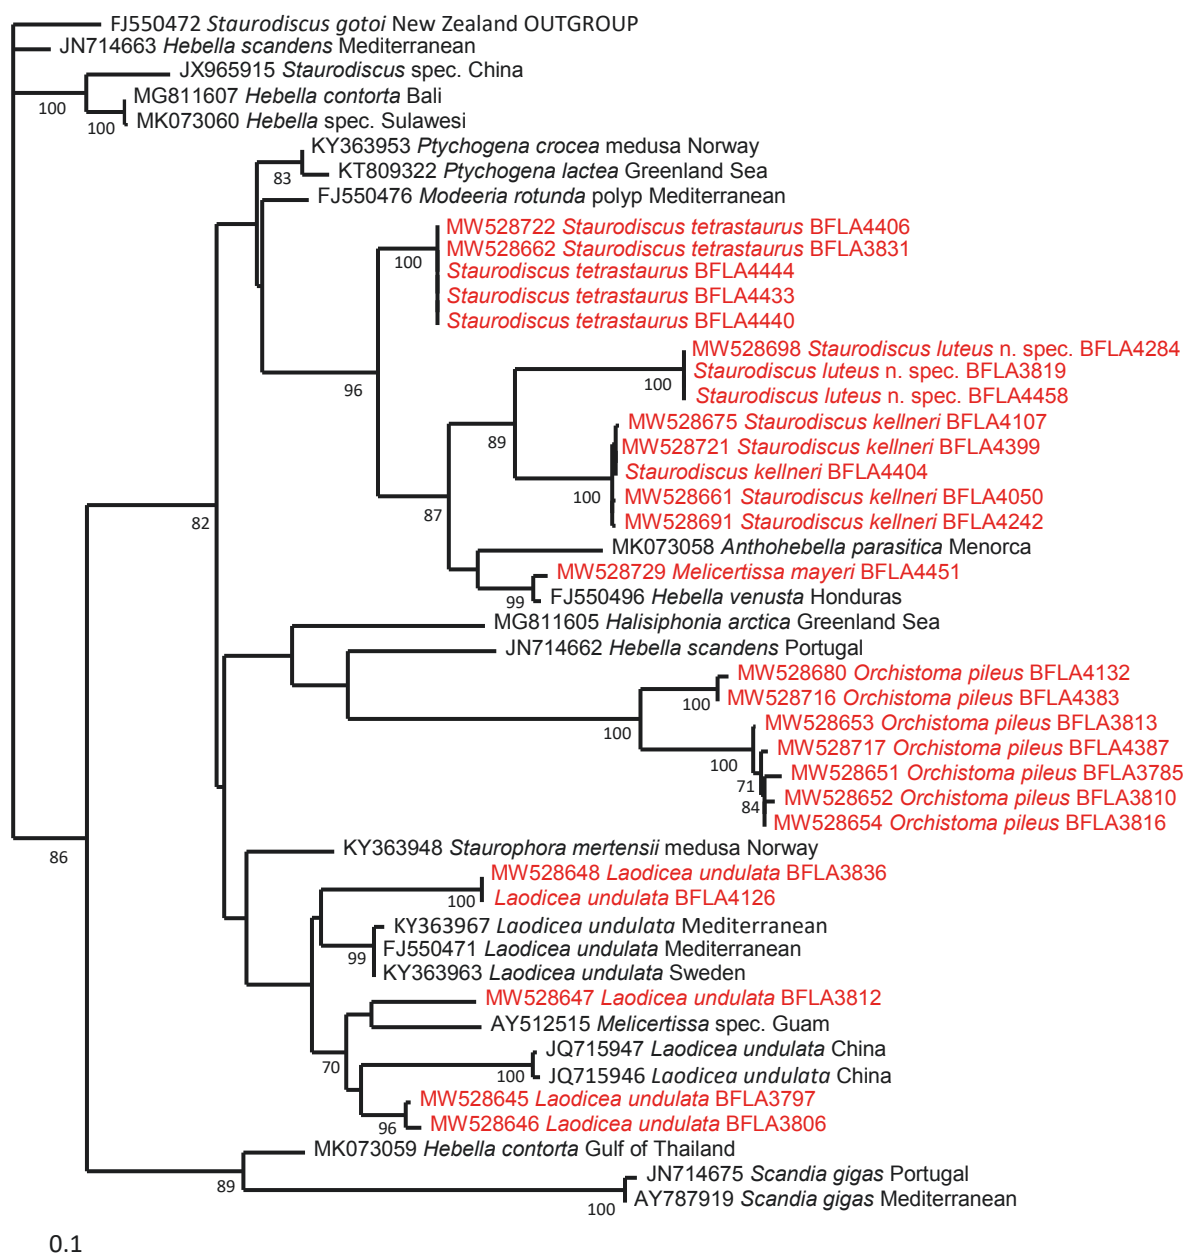 FJ550472 Staurodiscus gotoi New Zealand OUTGROUP
JN714663 Hebella scandens Mediterranean
JX965915 Staurodiscus spec. China
100
MG811607 Hebella contorta Bali
100
MK073060 Hebella spec. Sulawesi
KY363953 Ptychogena crocea medusa Norway
83
KT809322 Ptychogena lactea Greenland Sea
FJ550476 Modeeria rotunda polyp Mediterranean
MW528722 Staurodiscus tetrastaurus BFLA4406
MW528662 Staurodiscus tetrastaurus BFLA3831
100
Staurodiscus tetrastaurus BFLA4444
Staurodiscus tetrastaurus BFLA4433
Staurodiscus tetrastaurus BFLA4440
MW528698 Staurodiscus luteus n. spec. BFLA4284
Staurodiscus luteus n. spec. BFLA3819
100
96
Staurodiscus luteus n. spec. BFLA4458
MW528675 Staurodiscus kellneri BFLA4107
89
MW528721 Staurodiscus kellneri BFLA4399
Staurodiscus kellneri BFLA4404
100
MW528661 Staurodiscus kellneri BFLA4050
87
82
MW528691 Staurodiscus kellneri BFLA4242
MK073058 Anthohebella parasitica Menorca
MW528729 Melicertissa mayeri BFLA4451
99
FJ550496 Hebella venusta Honduras
MG811605 Halisiphonia arctica Greenland Sea
JN714662 Hebella scandens Portugal
MW528680 Orchistoma pileus BFLA4132
100
MW528716 Orchistoma pileus BFLA4383
MW528653 Orchistoma pileus BFLA3813
100
MW528717 Orchistoma pileus BFLA4387
100
MW528651 Orchistoma pileus BFLA3785
71
MW528652 Orchistoma pileus BFLA3810
84
MW528654 Orchistoma pileus BFLA3816
KY363948 Staurophora mertensii medusa Norway
86
MW528648 Laodicea undulata BFLA3836
100
Laodicea undulata BFLA4126
KY363967 Laodicea undulata Mediterranean
FJ550471 Laodicea undulata Mediterranean
99
KY363963 Laodicea undulata Sweden
MW528647 Laodicea undulata BFLA3812
AY512515 Melicertissa spec. Guam
JQ715947 Laodicea undulata China
70
100
JQ715946 Laodicea undulata China
MW528645 Laodicea undulata BFLA3797
96
MW528646 Laodicea undulata BFLA3806
MK073059 Hebella contorta Gulf of Thailand
JN714675 Scandia gigas Portugal
89
AY787919 Scandia gigas Mediterranean
100
0.1